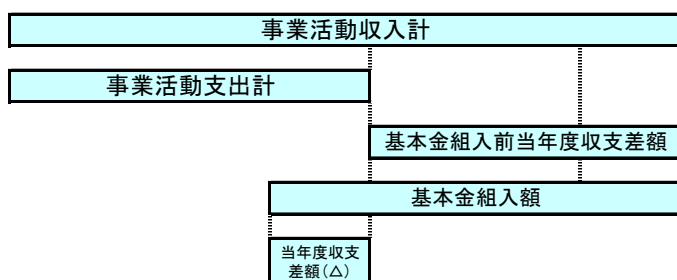 事業活動収入計
事業活動支出計
基本金組入前当年度収支差額
基本金組入額
当年度収支
差額(△)